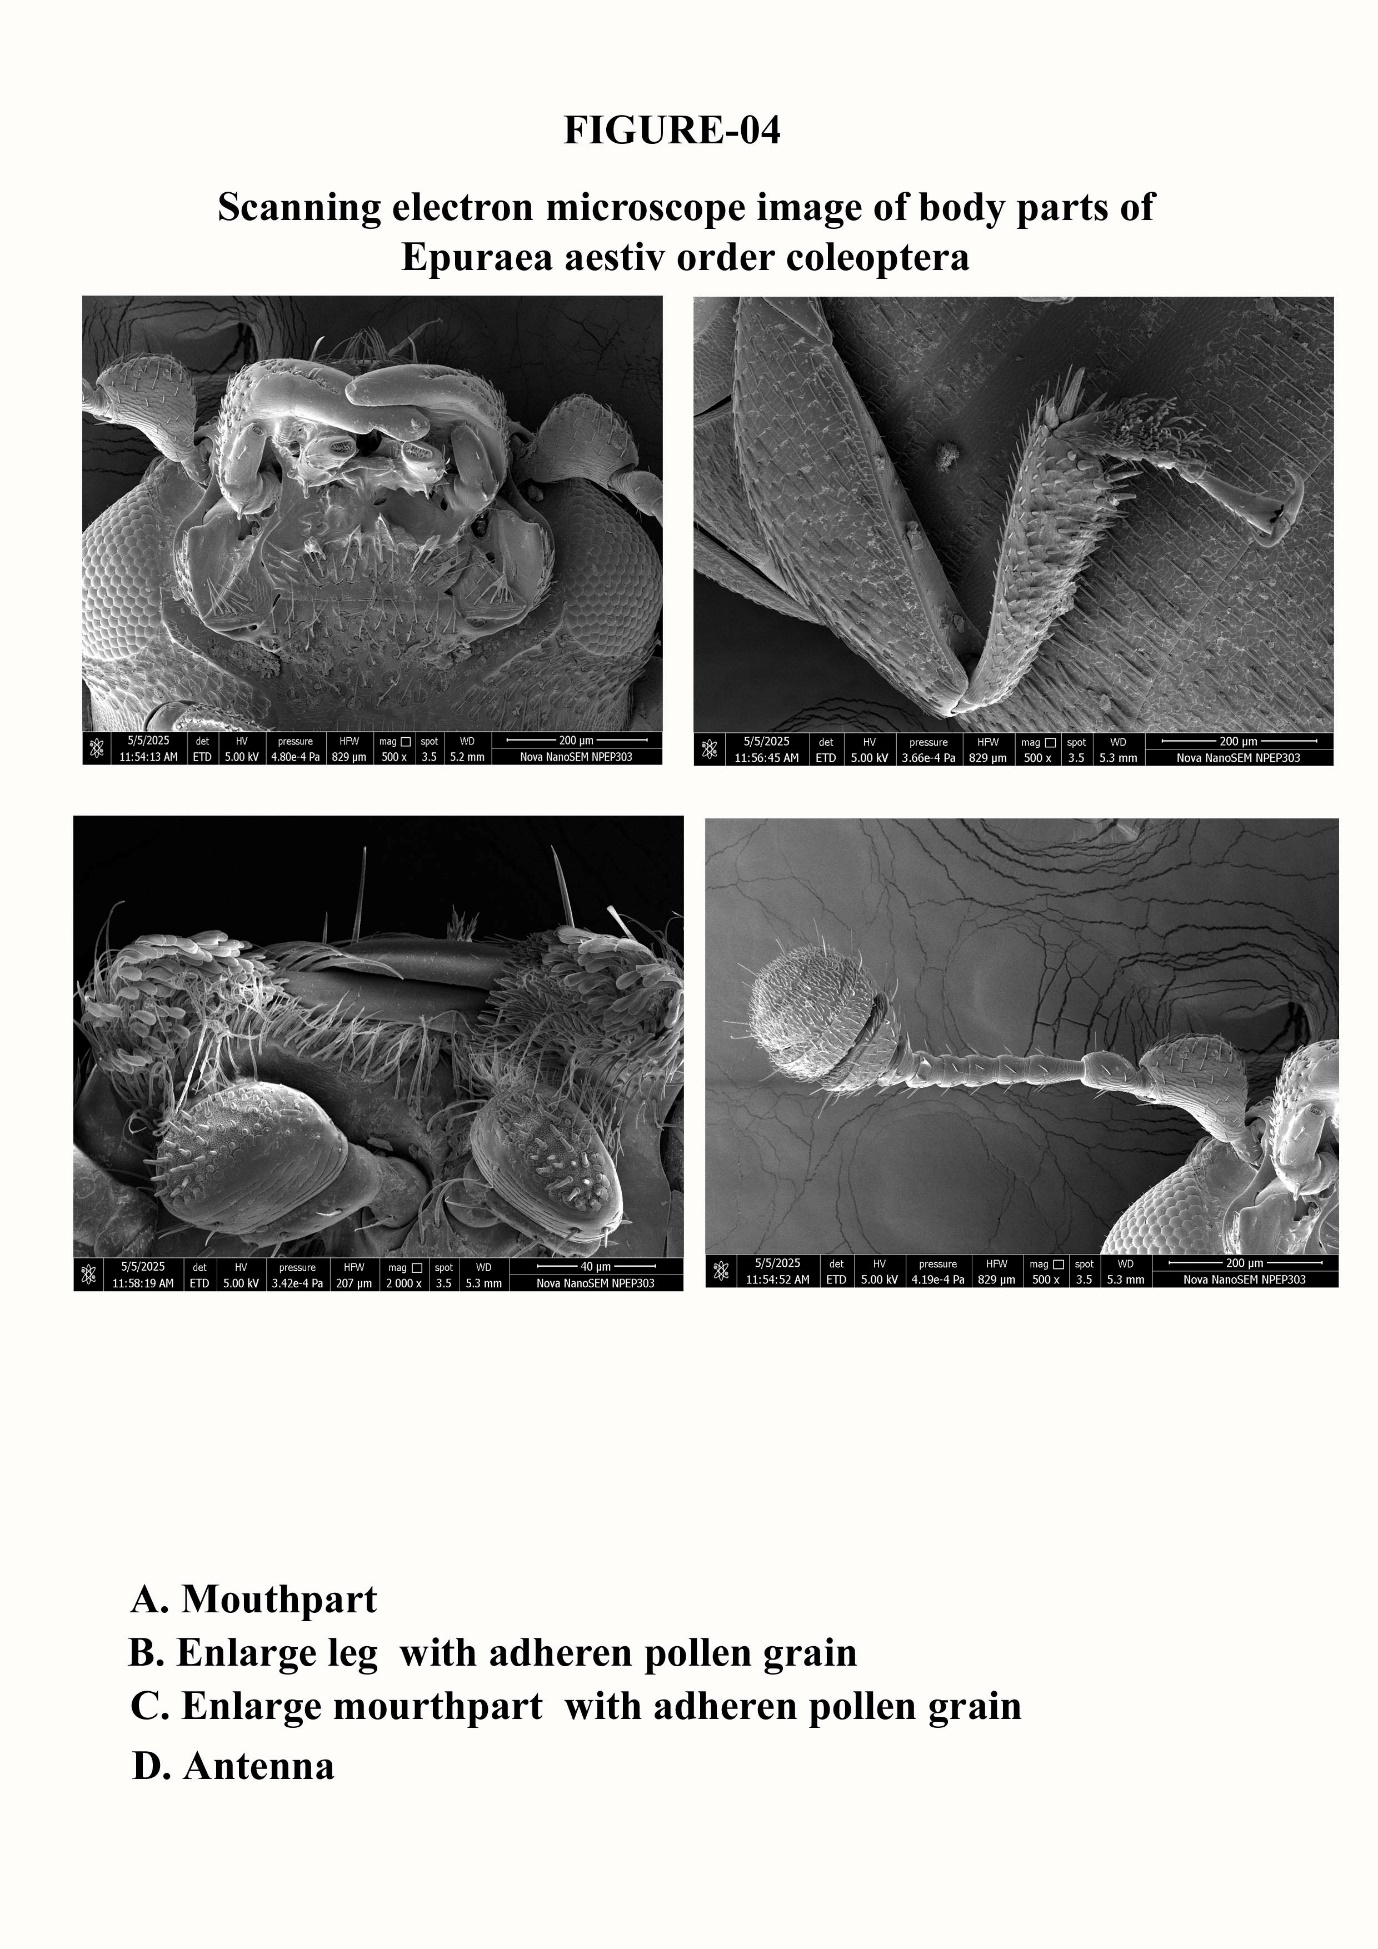 FIGURE-04
Scanning electron microscope image of body parts of
Epuraea aestiv order coleoptera
5/5/2025 det HV pressure HFW mag spot WD 200 µm
11:54:13 AM ETD 5.00 kV 4.80e-4 Pa 829 µm 500 x 3.5 5.2 mm Nova NanoSEM NPEP303
5/5/2025 det HV pressure HFW mag spot WD 200 µm
11:56:45 AM ETD 5.00 kV 3.66e-4 Pa 829 µm 500 x 3.5 5.3 mm Nova NanoSEM NPEP303
5/5/2025 det HV pressure HFW mag spot WD 40 µm
11:58:19 AM ETD 5.00 kV 3.42e-4 Pa 207 µm 2 000 x 3.5 5.3 mm Nova NanoSEM NPEP303
5/5/2025 det HV pressure HFW mag spot WD 200 µm
11:54:52 AM ETD 5.00 kV 4.19e-4 Pa 829 µm 500 x 3.5 5.3 mm Nova NanoSEM NPEP303
A. Mouthpart
B. Enlarge leg with adheren pollen grain
C. Enlarge mourthpart with adheren pollen grain
D. Antenna